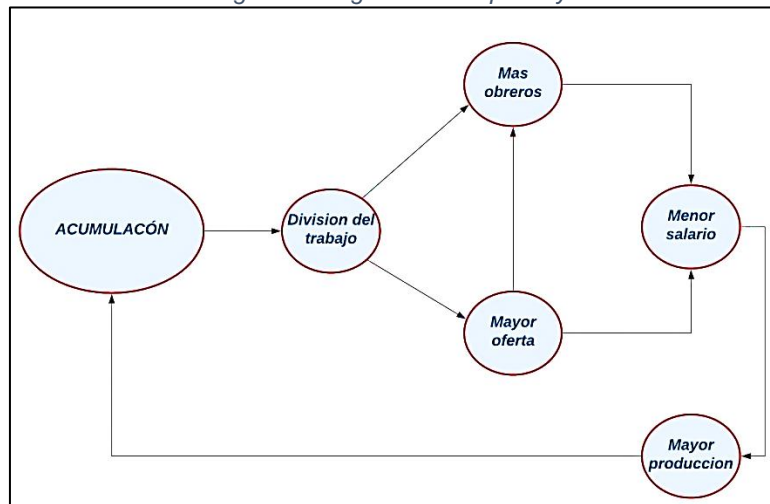 Mas
obreros
ACUMULACÓN
Division del
trabajo
Menor
salario
Mayor
oferta
Mayor
produccion